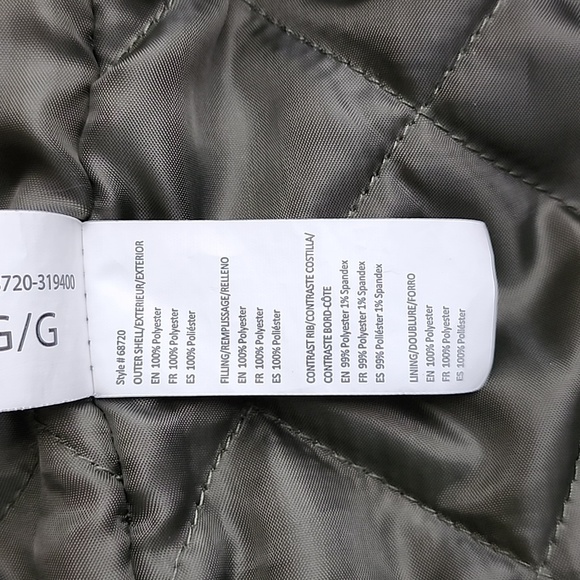 8720-319400
G/G
Style # 68720
OUTER SHELL/EXTERIEUR/EXTERIOR
EN 100% Polyester
FR 100% Polyester
ES 100% Poliéster
FILLING/REMPLISSAGE/RELLENO
EN 100% Polyester
FR 100% Polyester
ES 100% Poliéster
CONTRAST RIB/CONTRASTE COSTILLA/
CONTRASTE BORD-CÔTE
EN 99% Polyester 1% Spandex
FR 99% Polyester 1% Spandex
ES 99% Poliéster 1% Spandex
LINING/DOUBLURE/FORRO
EN 100% Polyester
FR 100% Polyester
ES 100% Poliéster